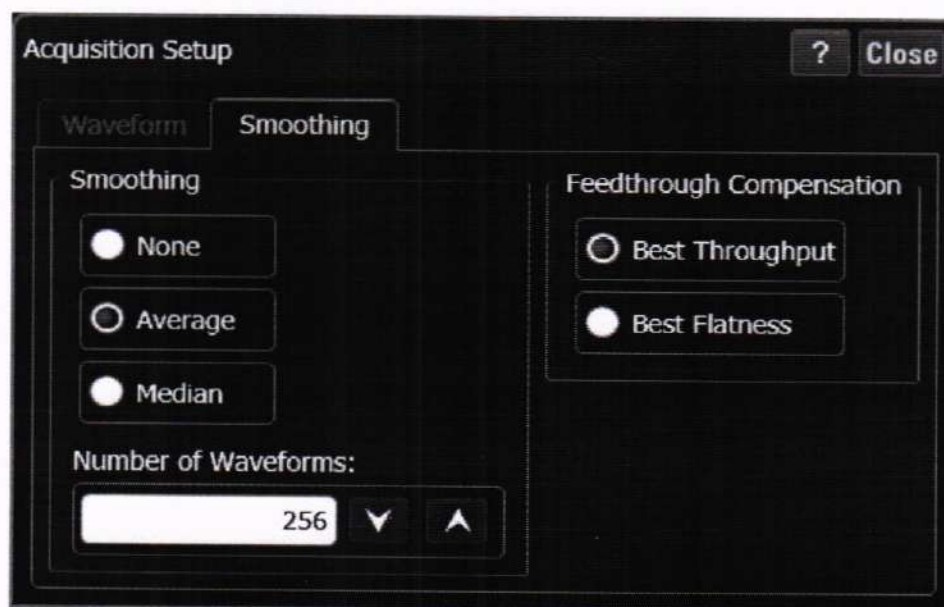 Acquisition Setup
? Close
Waveform Smoothing
Smoothing
None
Average
Median
Number of Waveforms:
256
Feedthrough Compensation
Best Throughput
Best Flatness